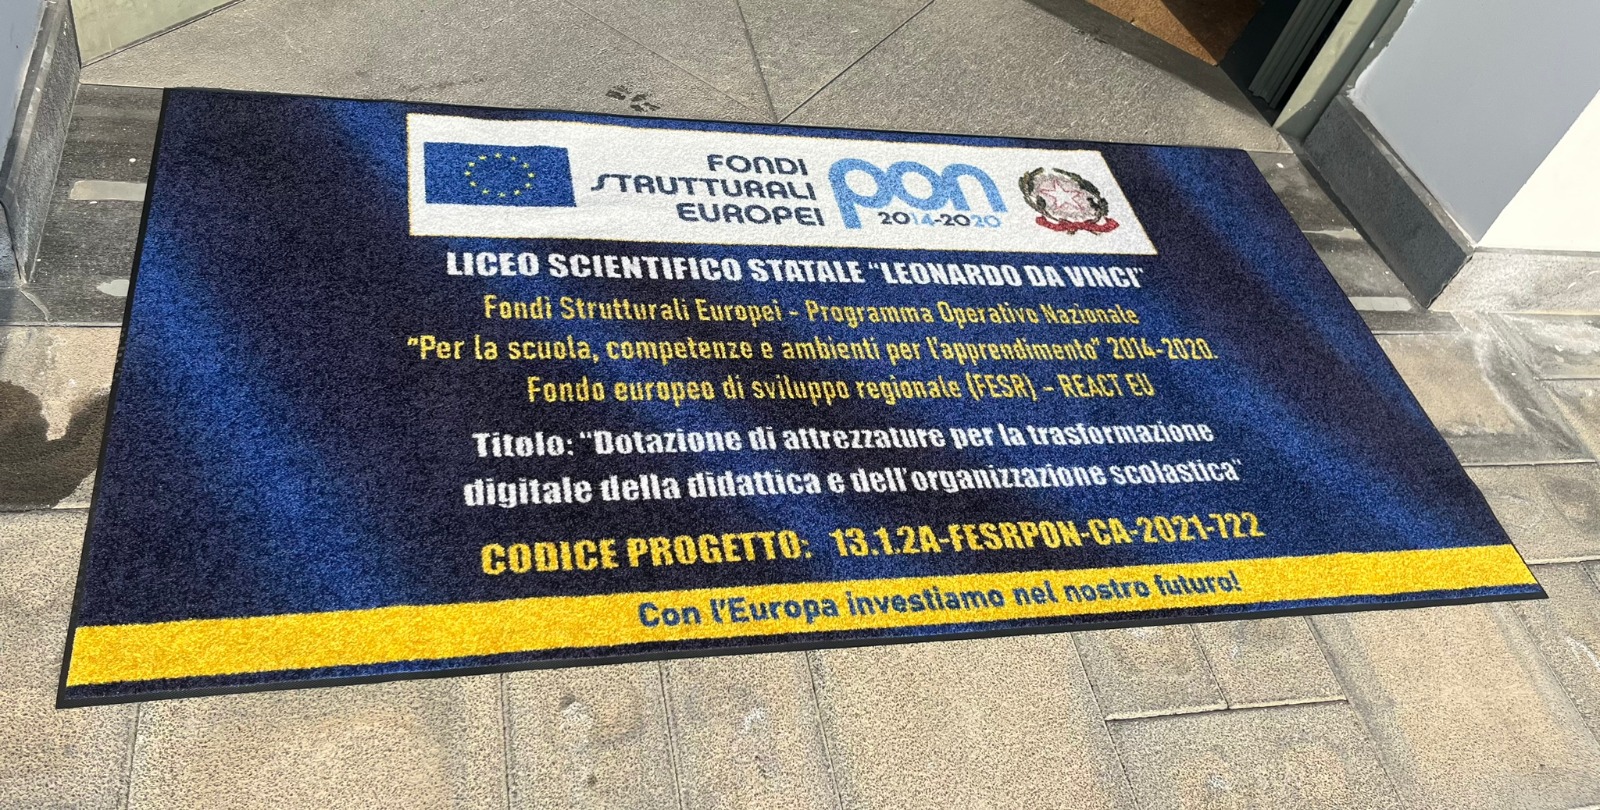 FONDI
STRUTTURALI
EUROPEI
pon
2014-2020
LICEO SCIENTIFICO STATALE “LEONARDO DA VINCI”
Fondi Strutturali Europei - Programma Operativo Nazionale
“Per la scuola, competenze e ambienti per l'apprendimento” 2014-2020.
Fondo europeo di sviluppo regionale (FESR) - REACT EU
Titolo: “Dotazione di attrezzature per la trasformazione
digitale della didattica e dell'organizzazione scolastica”
CODICE PROGETTO: 13.1.2A-FESRPON-CA-2021-722
Con l'Europa investiamo nel nostro futuro!